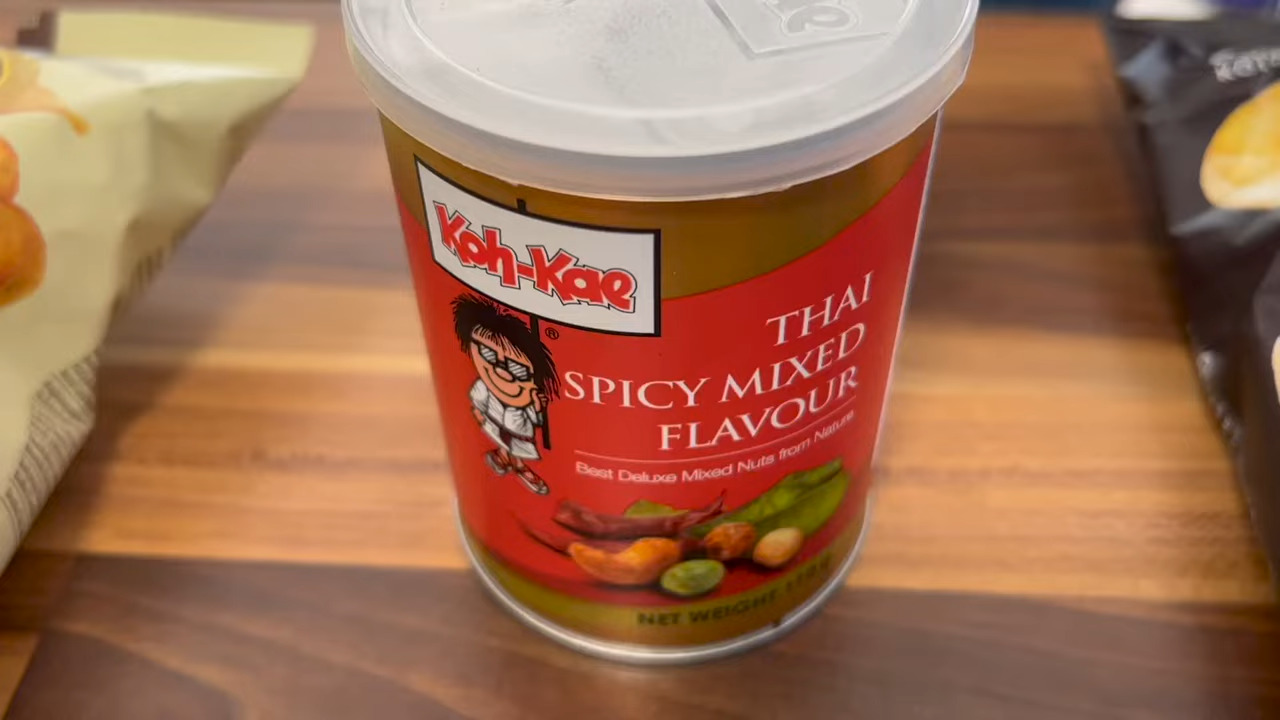 Koh-Kae
®
THAI
SPICY MIXED
FLAVOUR
Best Deluxe Mixed Nuts from Nature
NET WEIGHT